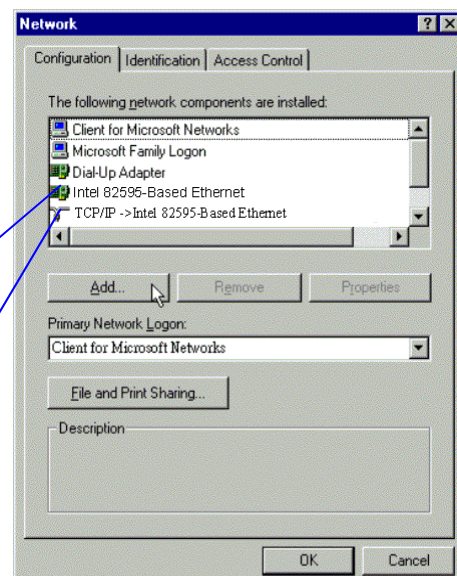 Network
Configuration Identification Access Control
The following network components are installed:
Client for Microsoft Networks
Microsoft Family Logon
Dial-Up Adapter
Intel 82595-Based Ethernet
TCP/IP ->Intel 82595-Based Ethernet
Add... Remove Properties
Primary Network Logon:
Client for Microsoft Networks
File and Print Sharing...
Description
OK Cancel